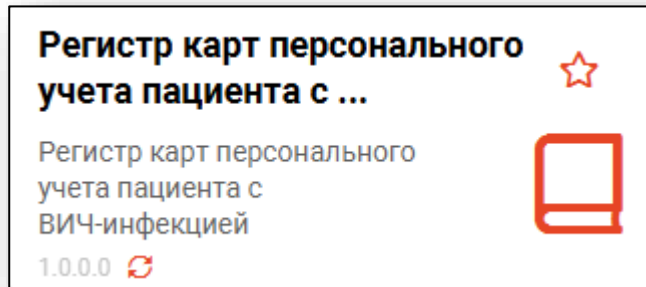 Регистр карт персонального
учета пациента с ...
Регистр карт персонального
учета пациента с
ВИЧ-инфекцией
1.0.0.0